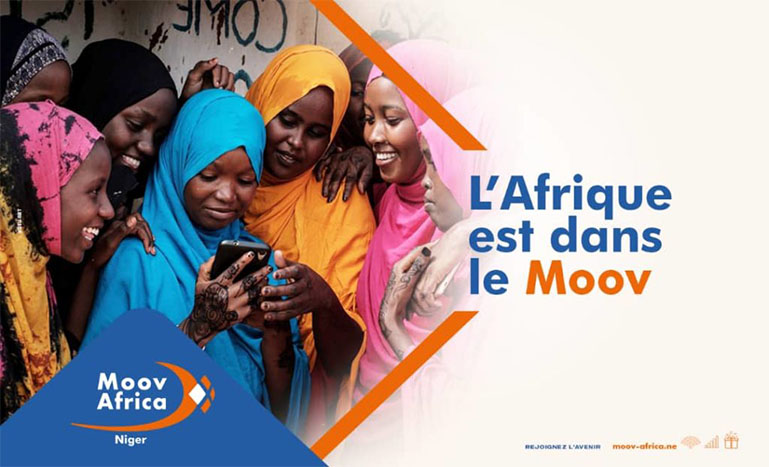 COME
L'Afrique
est dans
le Moov
Moov
Africa
Niger
REJOIGNEZ L'AVENIR
moov-africa.ne